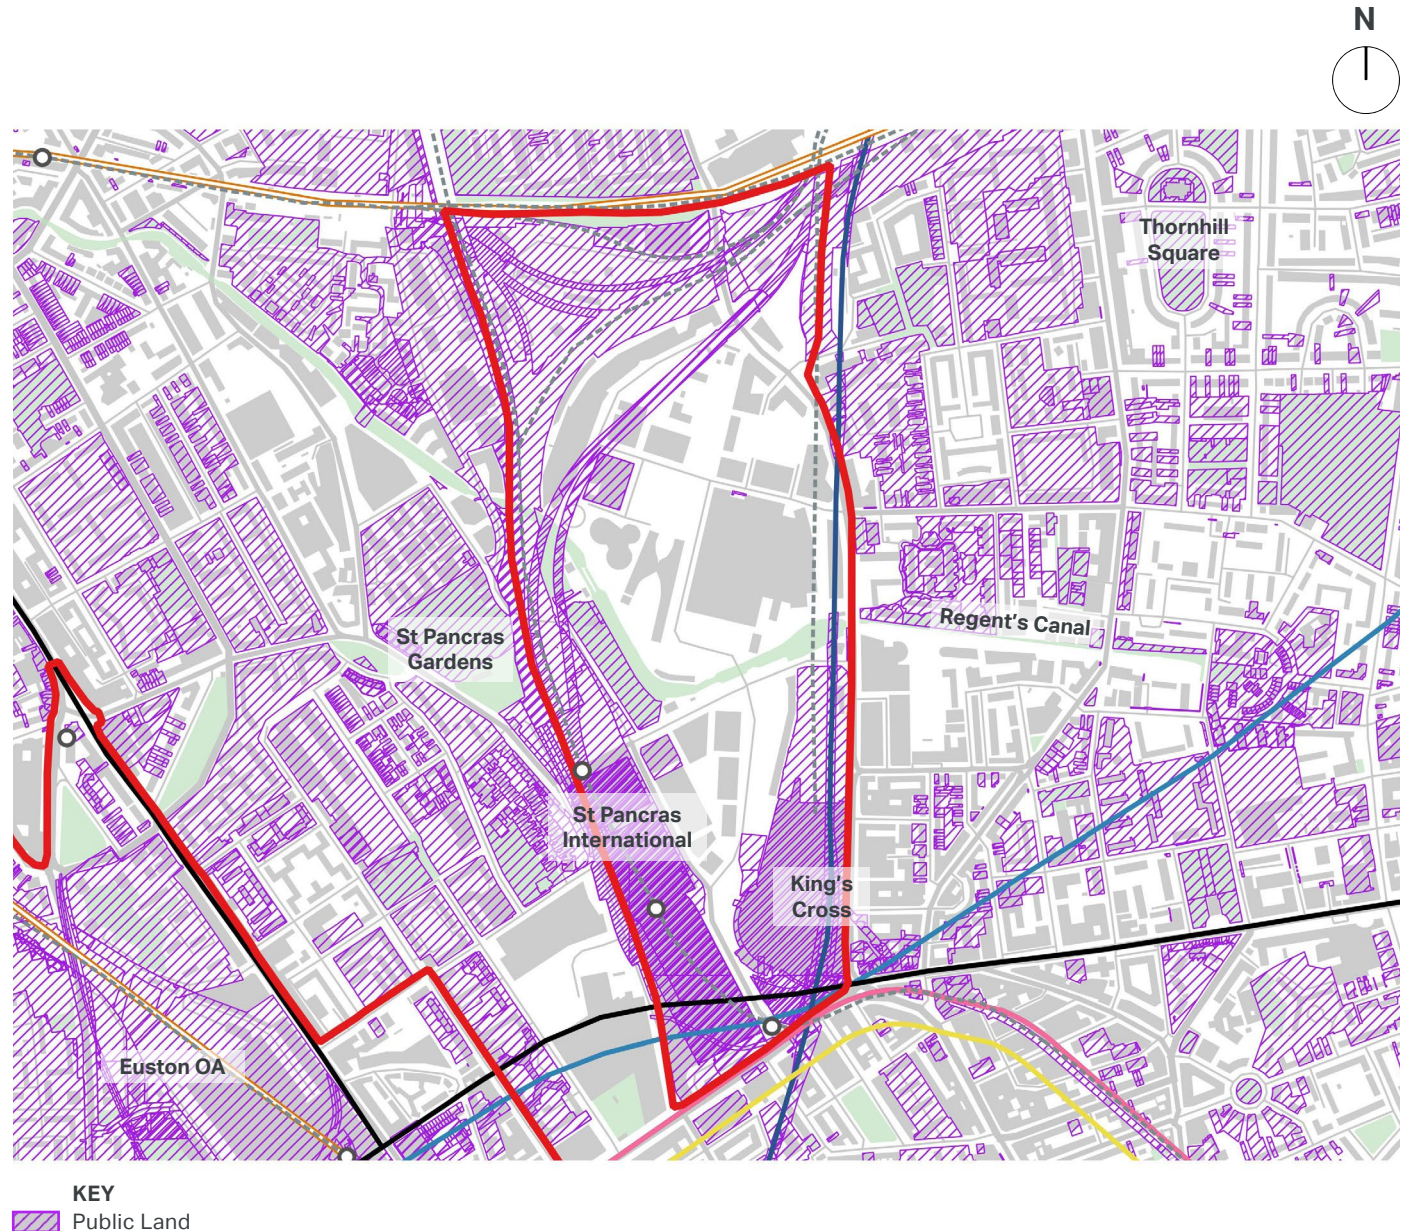 N
Thornhill
Square
Regent's Canal
St Pancras
Gardens
St Pancras
International
King's
Cross
Euston OA
KEY
Public Land